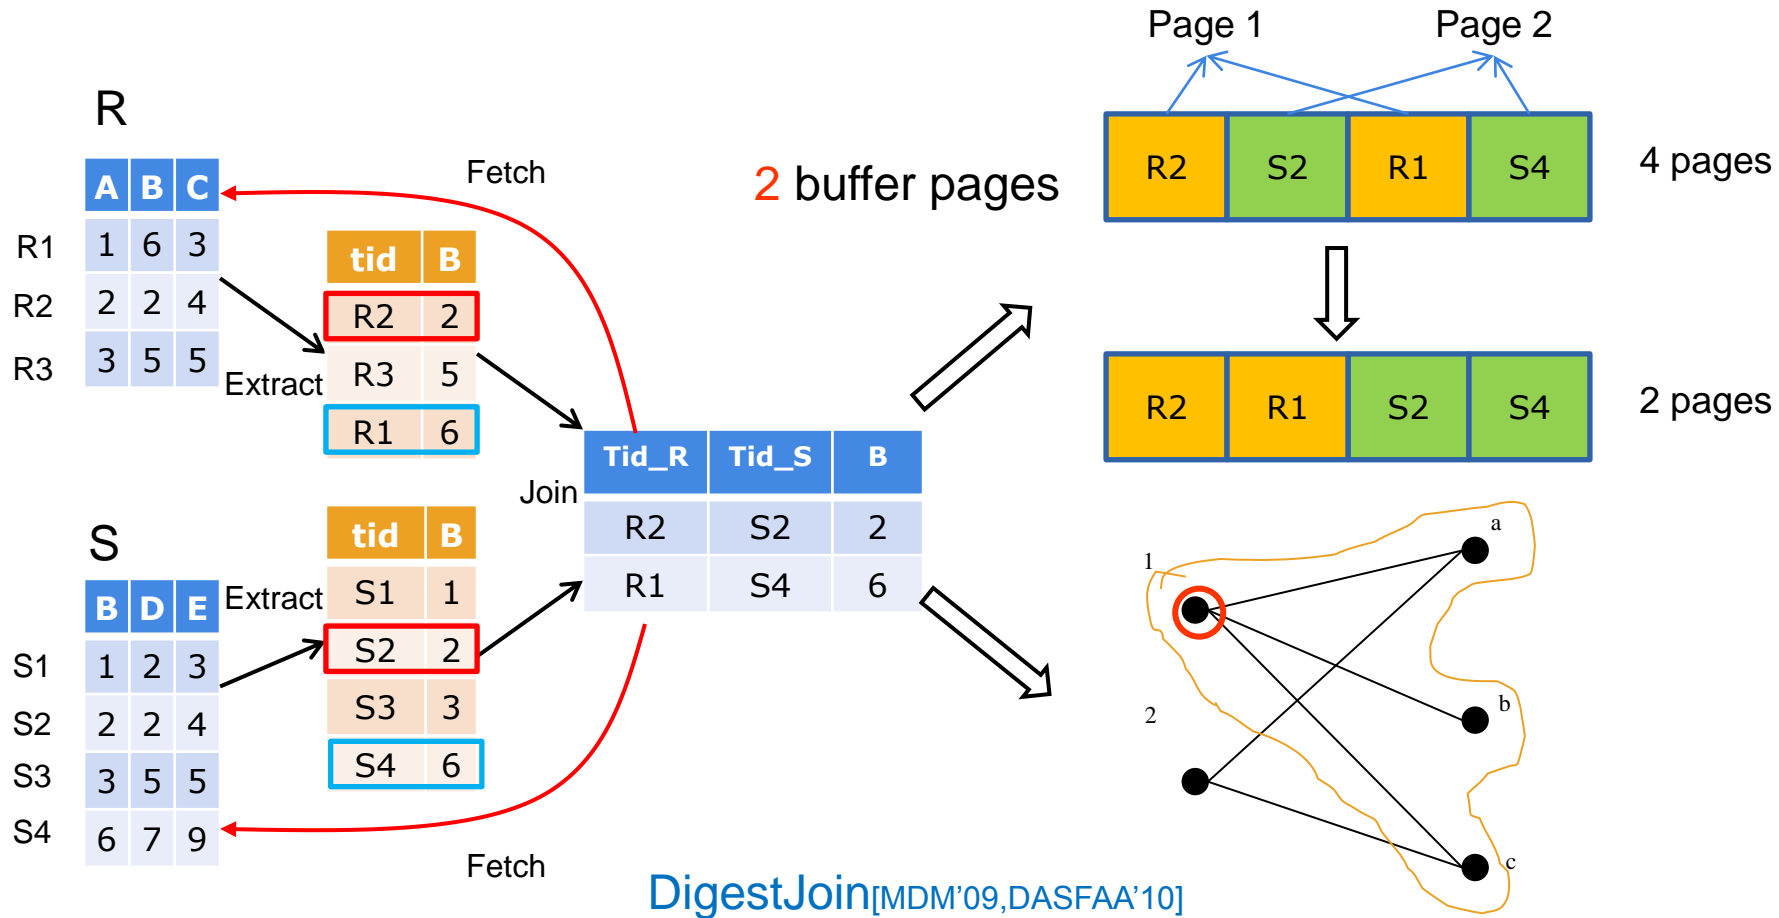 Page 1 Page 2
R
A B C
R1 1 6 3
R2 2 2 4
R3 3 5 5
Extract
Fetch
tid B
R2 2
R3 5
R1 6
S
B D E
S1 1 2 3
S2 2 2 4
S3 3 5 5
S4 6 7 9
Extract
tid B
S1 1
S2 2
S3 3
S4 6
Fetch
Join
Tid_R Tid_S B
R2 S2 2
R1 S4 6
2 buffer pages
R2 S2 R1 S4 4 pages
R2 R1 S2 S4 2 pages
1 a
2 b
c
DigestJoin[MDM'09,DASFAA'10]